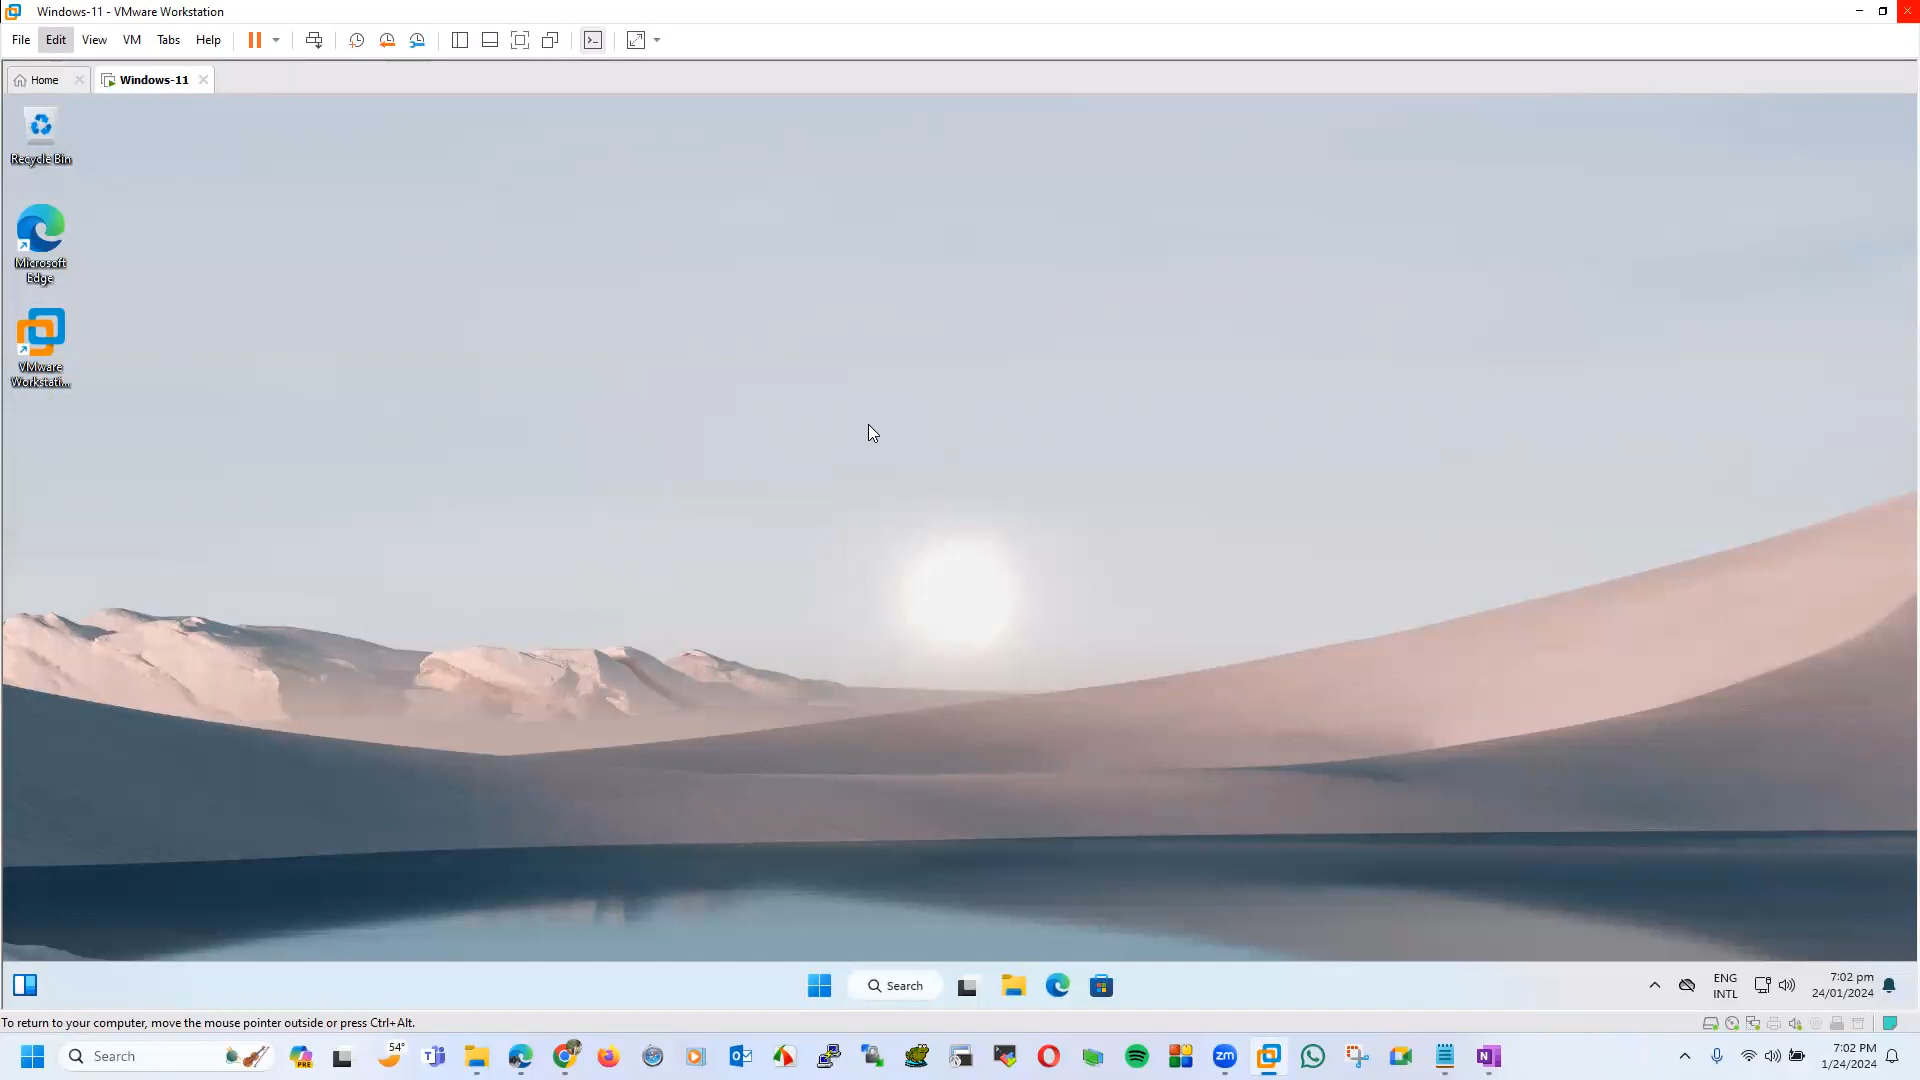 Windows-11 - VMware Workstation
File Edit View VM Tabs Help
Home Windows-11
Recycle Bin
Microsoft
Edge
VMware
Workstati...
Search
ENG
INTL
7:02 pm
24/01/2024
To return to your computer, move the mouse pointer outside or press Ctrl+Alt.
Search
PRE
54°
zm
N
7:02 PM
1/24/2024